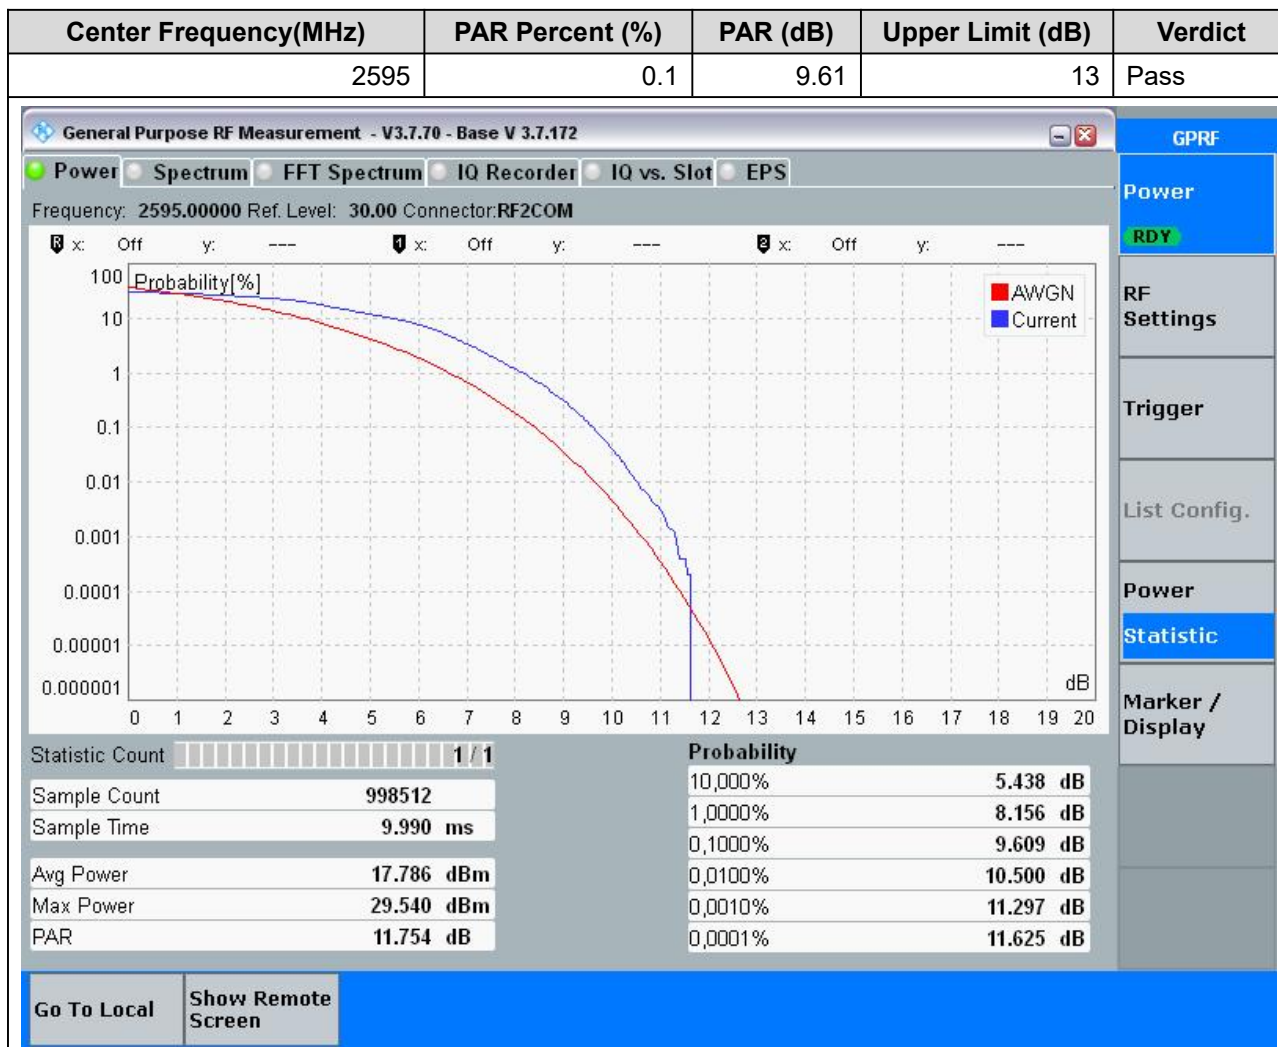 Center Frequency(MHz) PAR Percent (%) PAR (dB) Upper Limit (dB) Verdict
2595 0.1 9.61 13 Pass
General Purpose RF Measurement - V3.7.70 - Base V 3.7.172
GPRF
Power Spectrum FFT Spectrum IQ Recorder IQ vs. Slot EPS
Frequency: 2595.00000 Ref. Level: 30.00 Connector:RF2COM
R x: Off y: --- 1 x: Off y: --- 2 x: Off y: ---
Probability[%]
AWGN
Current
100
10
1
0.1
0.01
0.001
0.0001
0.00001
0.000001
dB
0 1 2 3 4 5 6 7 8 9 10 11 12 13 14 15 16 17 18 19 20
Statistic Count 1 / 1
Sample Count 998512
Sample Time 9.990 ms
Avg Power 17.786 dBm
Max Power 29.540 dBm
PAR 11.754 dB
Probability
10,000% 5.438 dB
1,0000% 8.156 dB
0,1000% 9.609 dB
0,0100% 10.500 dB
0,0010% 11.297 dB
0,0001% 11.625 dB
Power
RDY
RF
Settings
Trigger
List Config.
Power
Statistic
Marker /
Display
Go To Local
Show Remote
Screen